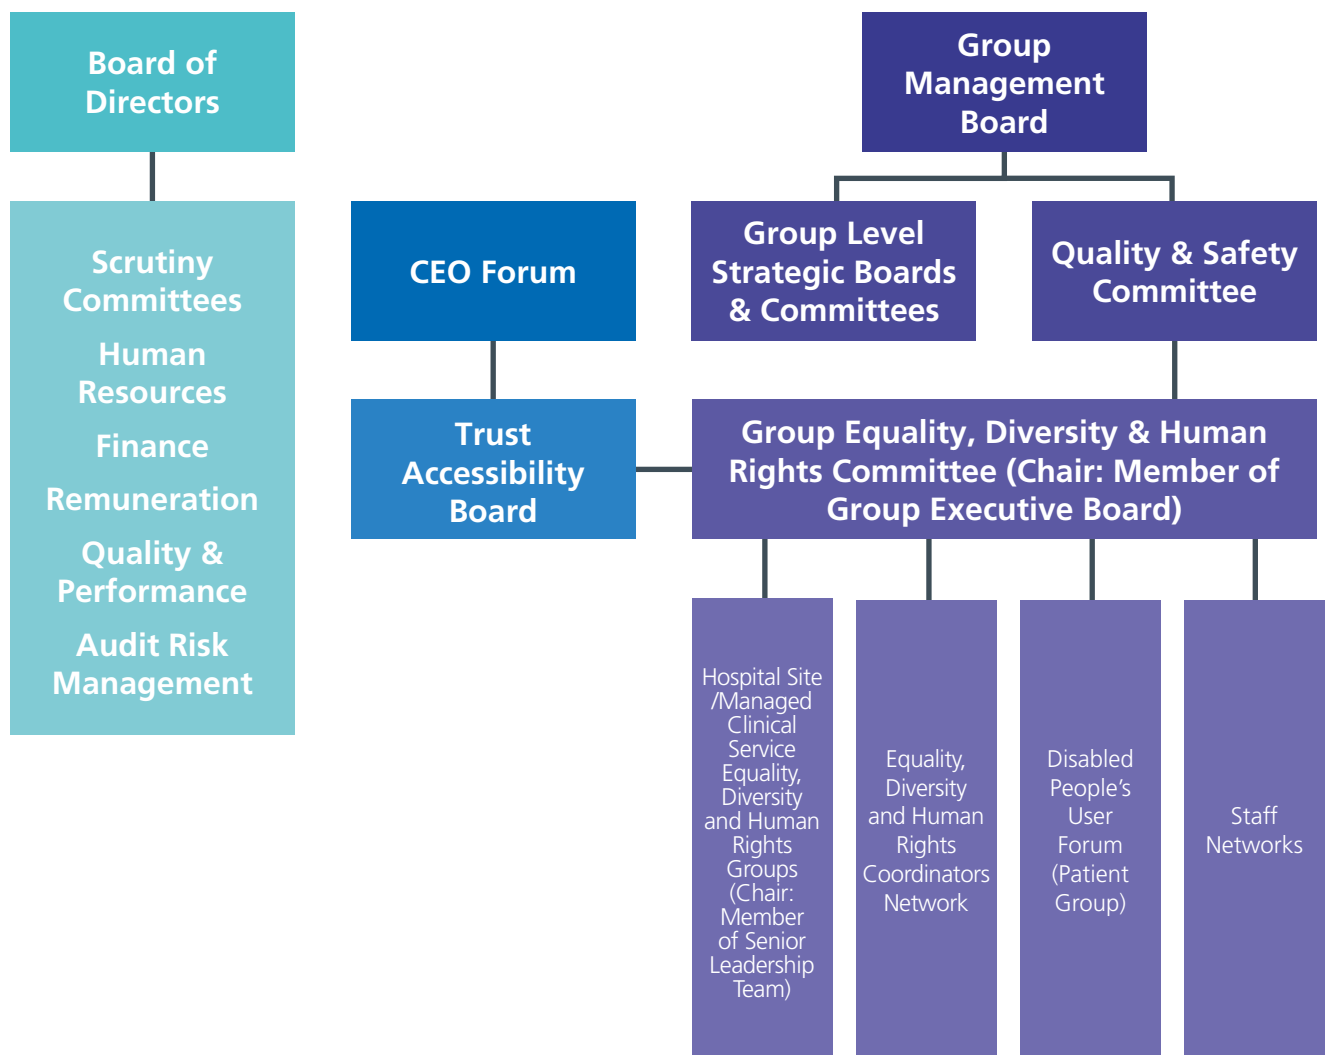 Board of
Directors
Group
Management
Board
Scrutiny
Committees
Human
Resources
Finance
Remuneration
Quality &
Performance
Audit Risk
Management
CEO Forum
Group Level
Strategic Boards
& Committees
Quality & Safety
Committee
Trust
Accessibility
Board
Group Equality, Diversity & Human
Rights Committee (Chair: Member of
Group Executive Board)
Hospital Site
/Managed
Clinical
Service
Equality,
Diversity
and Human
Rights
Groups
(Chair:
Member
of Senior
Leadership
Team)
Equality,
Diversity
and Human
Rights
Coordinators
Network
Disabled
People’s
User
Forum
(Patient
Group)
Staff
Networks